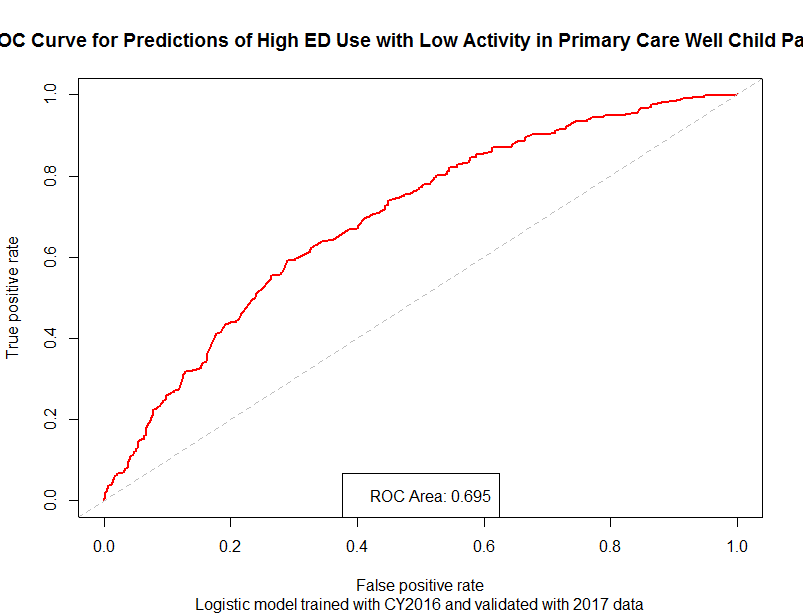 OC Curve for Predictions of High ED Use with Low Activity in Primary Care Well Child Pa
True positive rate
1.0
0.8
0.6
0.4
0.2
0.0
ROC Area: 0.695
0.0 0.2 0.4 0.6 0.8 1.0
False positive rate
Logistic model trained with CY2016 and validated with 2017 data